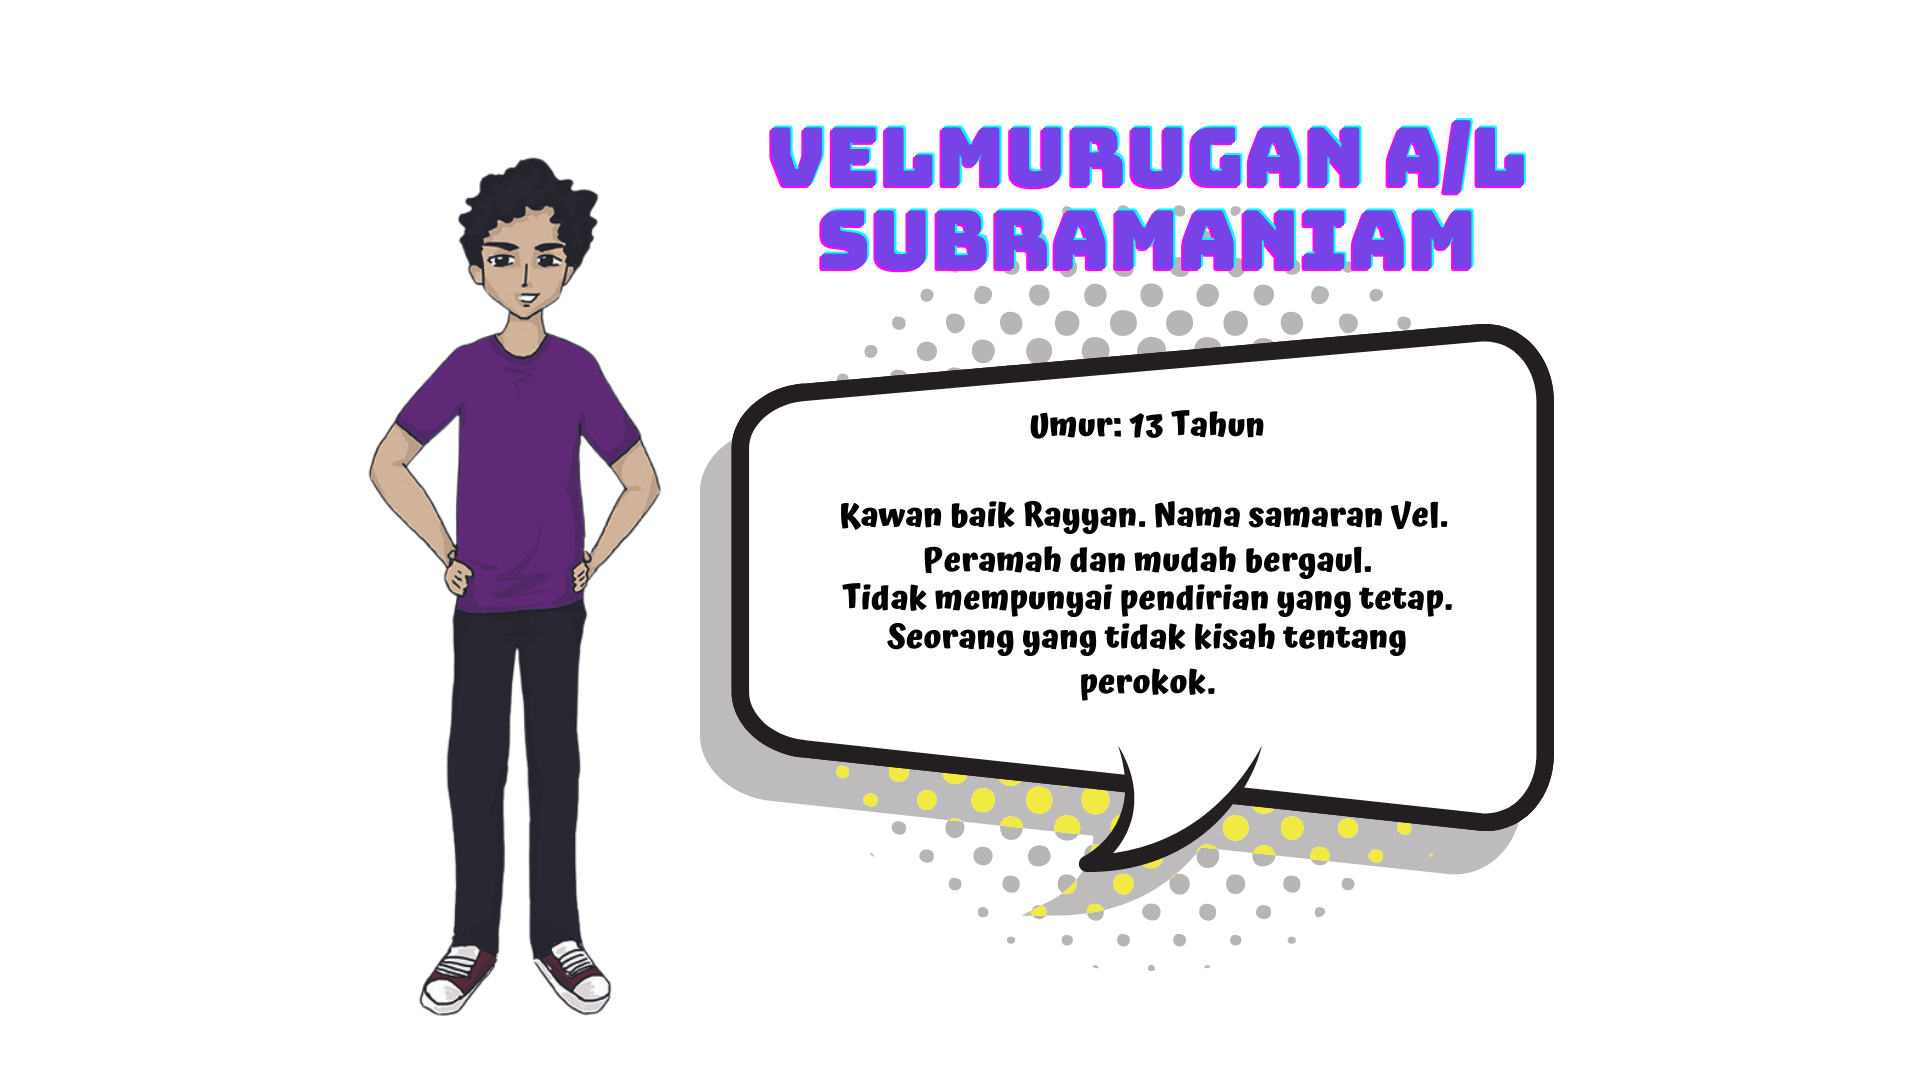 VELMURUGAN A/L
SUBRAMANIAM
Umur: 13 Tahun
Kawan baik Rayyan. Nama samaran Vel.
Peramah dan mudah bergaul.
Tidak mempunyai pendirian yang tetap.
Seorang yang tidak kisah tentang
perokok.